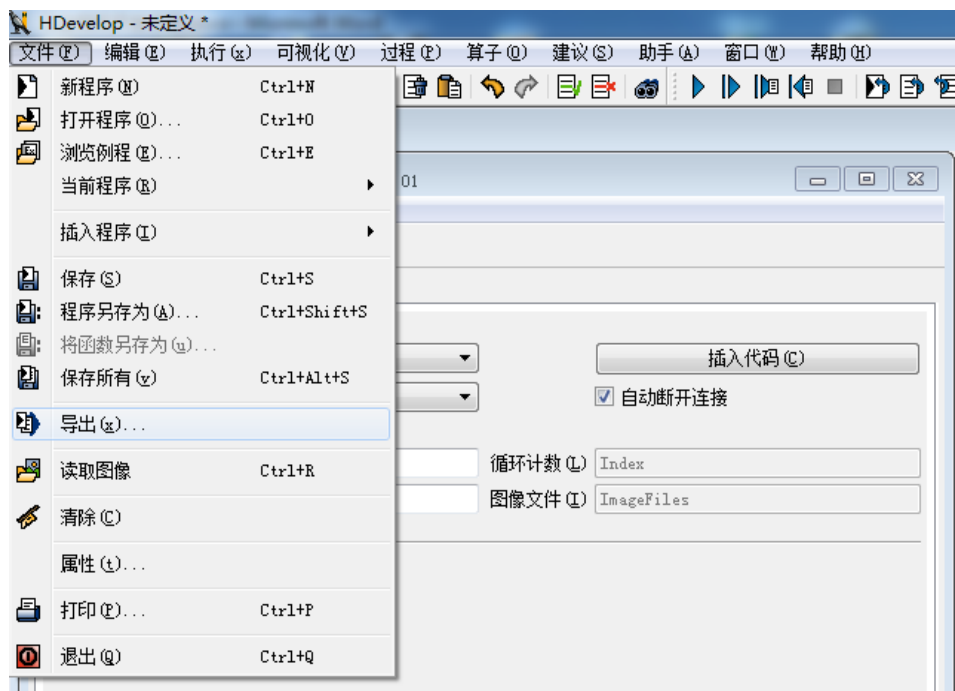 HDevelop - 未定义 *
文件(F) 编辑(E) 执行(x) 可视化(V) 过程(P) 算子(O) 建议(S) 助手(A) 窗口(W) 帮助(H)
新程序(N) Ctrl+N
打开程序(O)... Ctrl+O
浏览例程(E)... Ctrl+E
当前程序(R)
01
插入程序(I)
保存(S) Ctrl+S
程序另存为(A)... Ctrl+Shift+S
将函数另存为(u)...
插入代码(C)
保存所有(v) Ctrl+Alt+S
自动断开连接
导出(x)...
读取图像 Ctrl+R
循环计数(L) Index
图像文件(I) ImageFiles
清除(C)
属性(t)...
打印(P)... Ctrl+P
退出(Q) Ctrl+Q